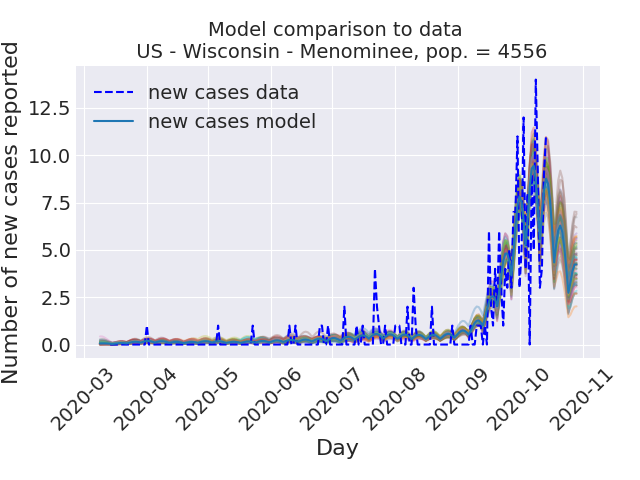 Model comparison to data
US - Wisconsin - Menominee, pop. = 4556
new cases data
new cases model
Number of new cases reported
12.5
10.0
7.5
5.0
2.5
0.0
2020-03
2020-04
2020-05
2020-06
2020-07
2020-08
2020-09
2020-10
2020-11
Day